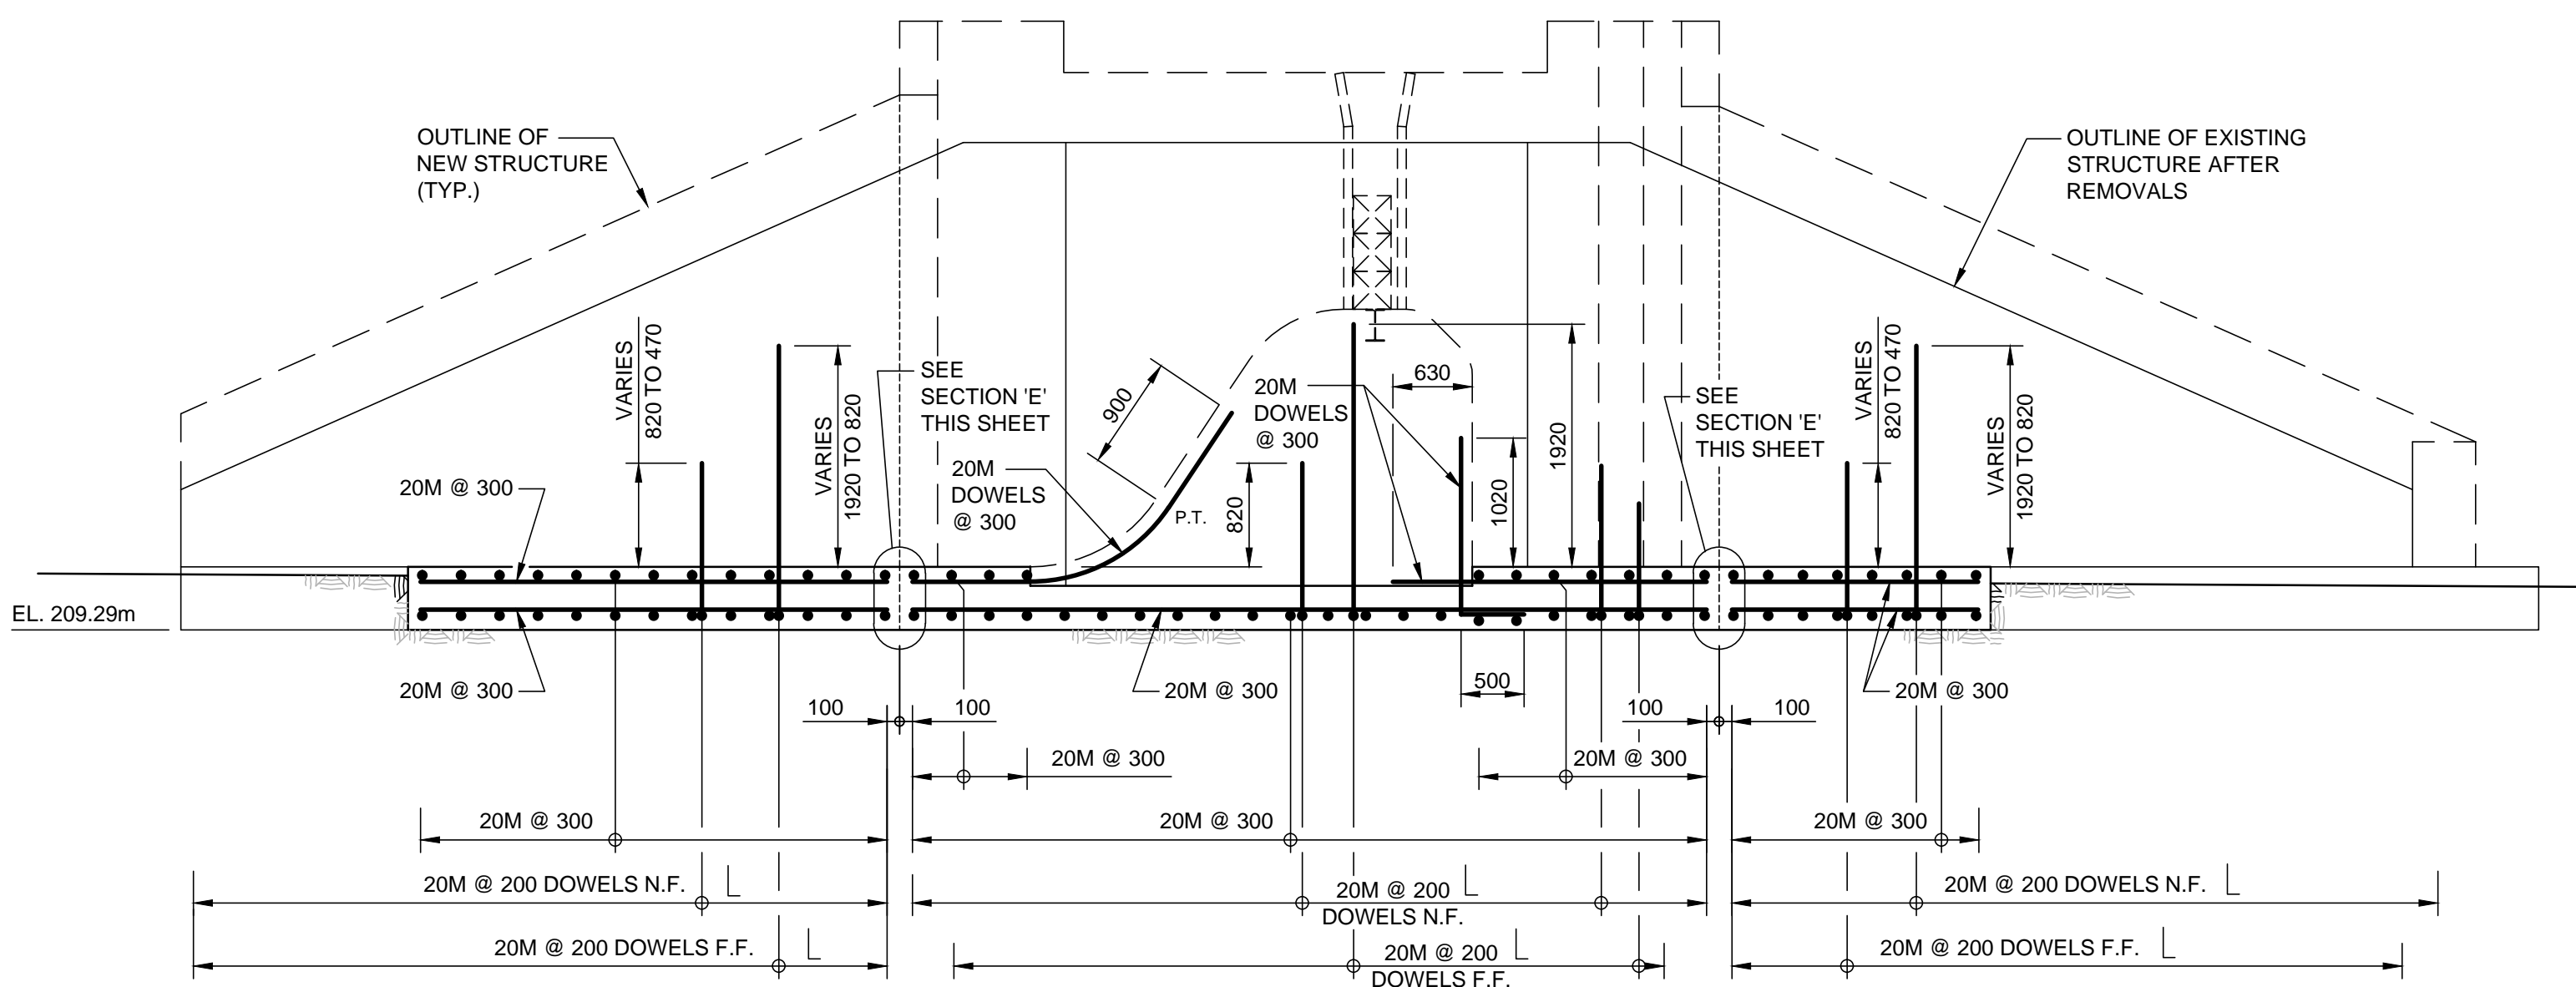 OUTLINE OF
NEW STRUCTURE
(TYP.)
OUTLINE OF EXISTING
STRUCTURE AFTER
REMOVALS
VARIES
820 TO 470
VARIES
1920 TO 820
SEE
SECTION 'E'
THIS SHEET
900
20M
DOWELS
@ 300
630
1920
SEE
SECTION 'E'
THIS SHEET
VARIES
820 TO 470
VARIES
1920 TO 820
20M @ 300
20M
DOWELS
@ 300
P.T.
820
1020
EL. 209.29m
20M @ 300
20M @ 300
500
20M @ 300
100
100
100
100
20M @ 300
20M @ 300
20M @ 300
20M @ 300
20M @ 300
20M @ 200 DOWELS N.F.
20M @ 200
DOWELS N.F.
20M @ 200 DOWELS N.F.
20M @ 200 DOWELS F.F.
20M @ 200
DOWELS F.F.
20M @ 200 DOWELS F.F.